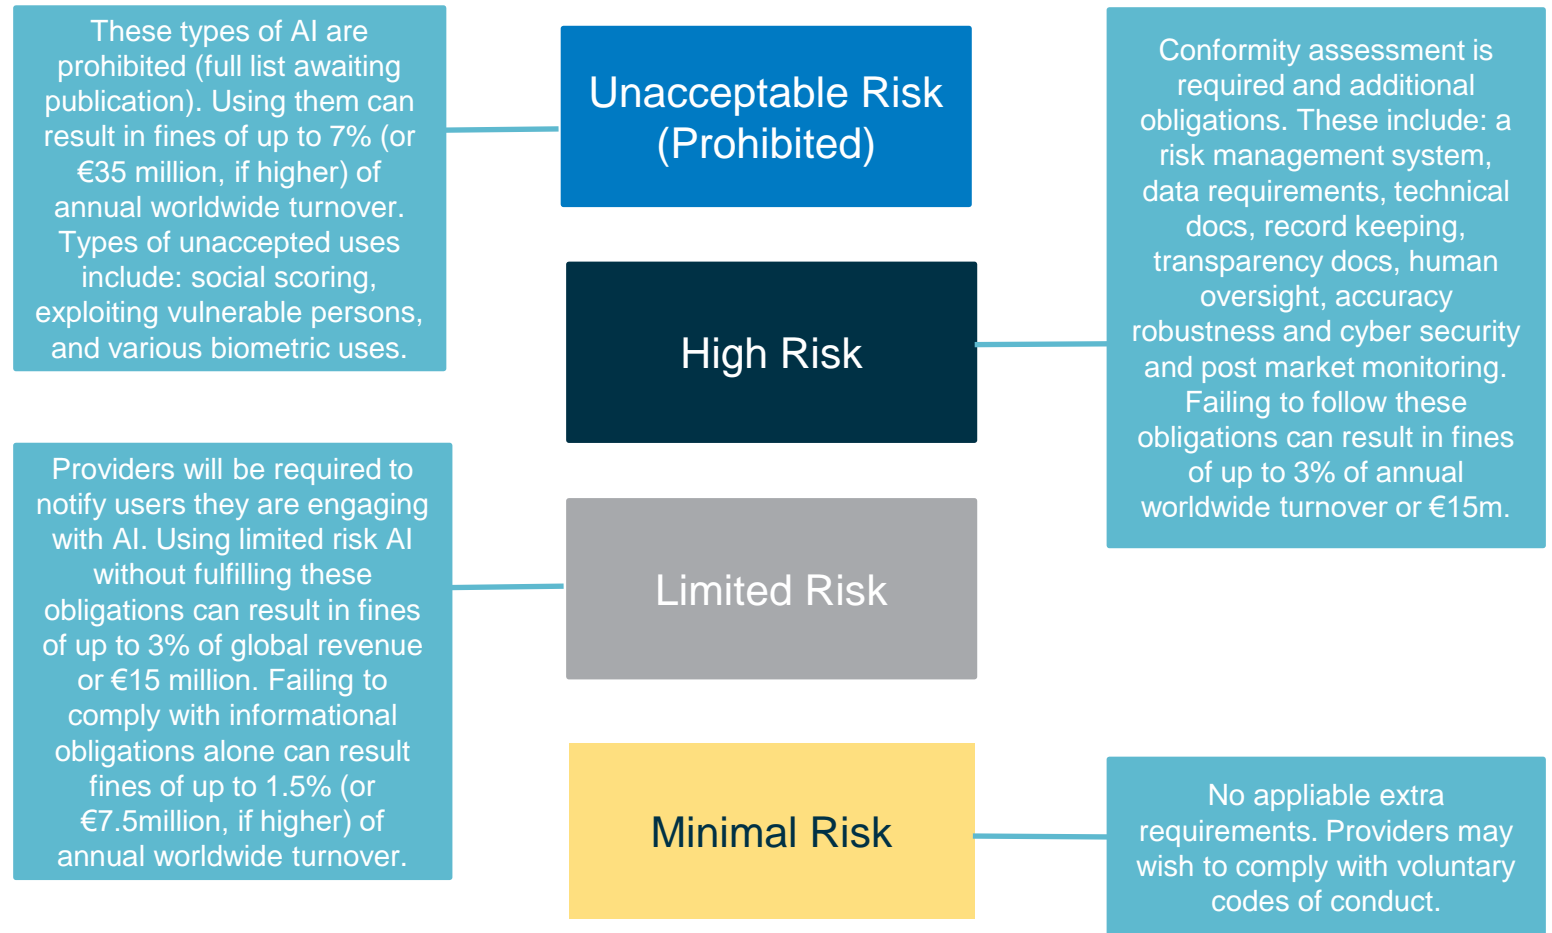 These types of AI are
prohibited (full list awaiting
publication). Using them can
result in fines of up to 7% (or
€35 million, if higher) of
annual worldwide turnover.
Types of unaccepted uses
include: social scoring,
exploiting vulnerable persons,
and various biometric uses.
Unacceptable Risk
(Prohibited)
Conformity assessment is
required and additional
obligations. These include: a
risk management system,
data requirements, technical
docs, record keeping,
transparency docs, human
oversight, accuracy
robustness and cyber security
and post market monitoring.
Failing to follow these
obligations can result in fines
of up to 3% of annual
worldwide turnover or €15m.
High Risk
Providers will be required to
notify users they are engaging
with AI. Using limited risk AI
without fulfilling these
obligations can result in fines
of up to 3% of global revenue
or €15 million. Failing to
comply with informational
obligations alone can result
fines of up to 1.5% (or
€7.5million, if higher) of
annual worldwide turnover.
Limited Risk
Minimal Risk
No appliable extra
requirements. Providers may
wish to comply with voluntary
codes of conduct.